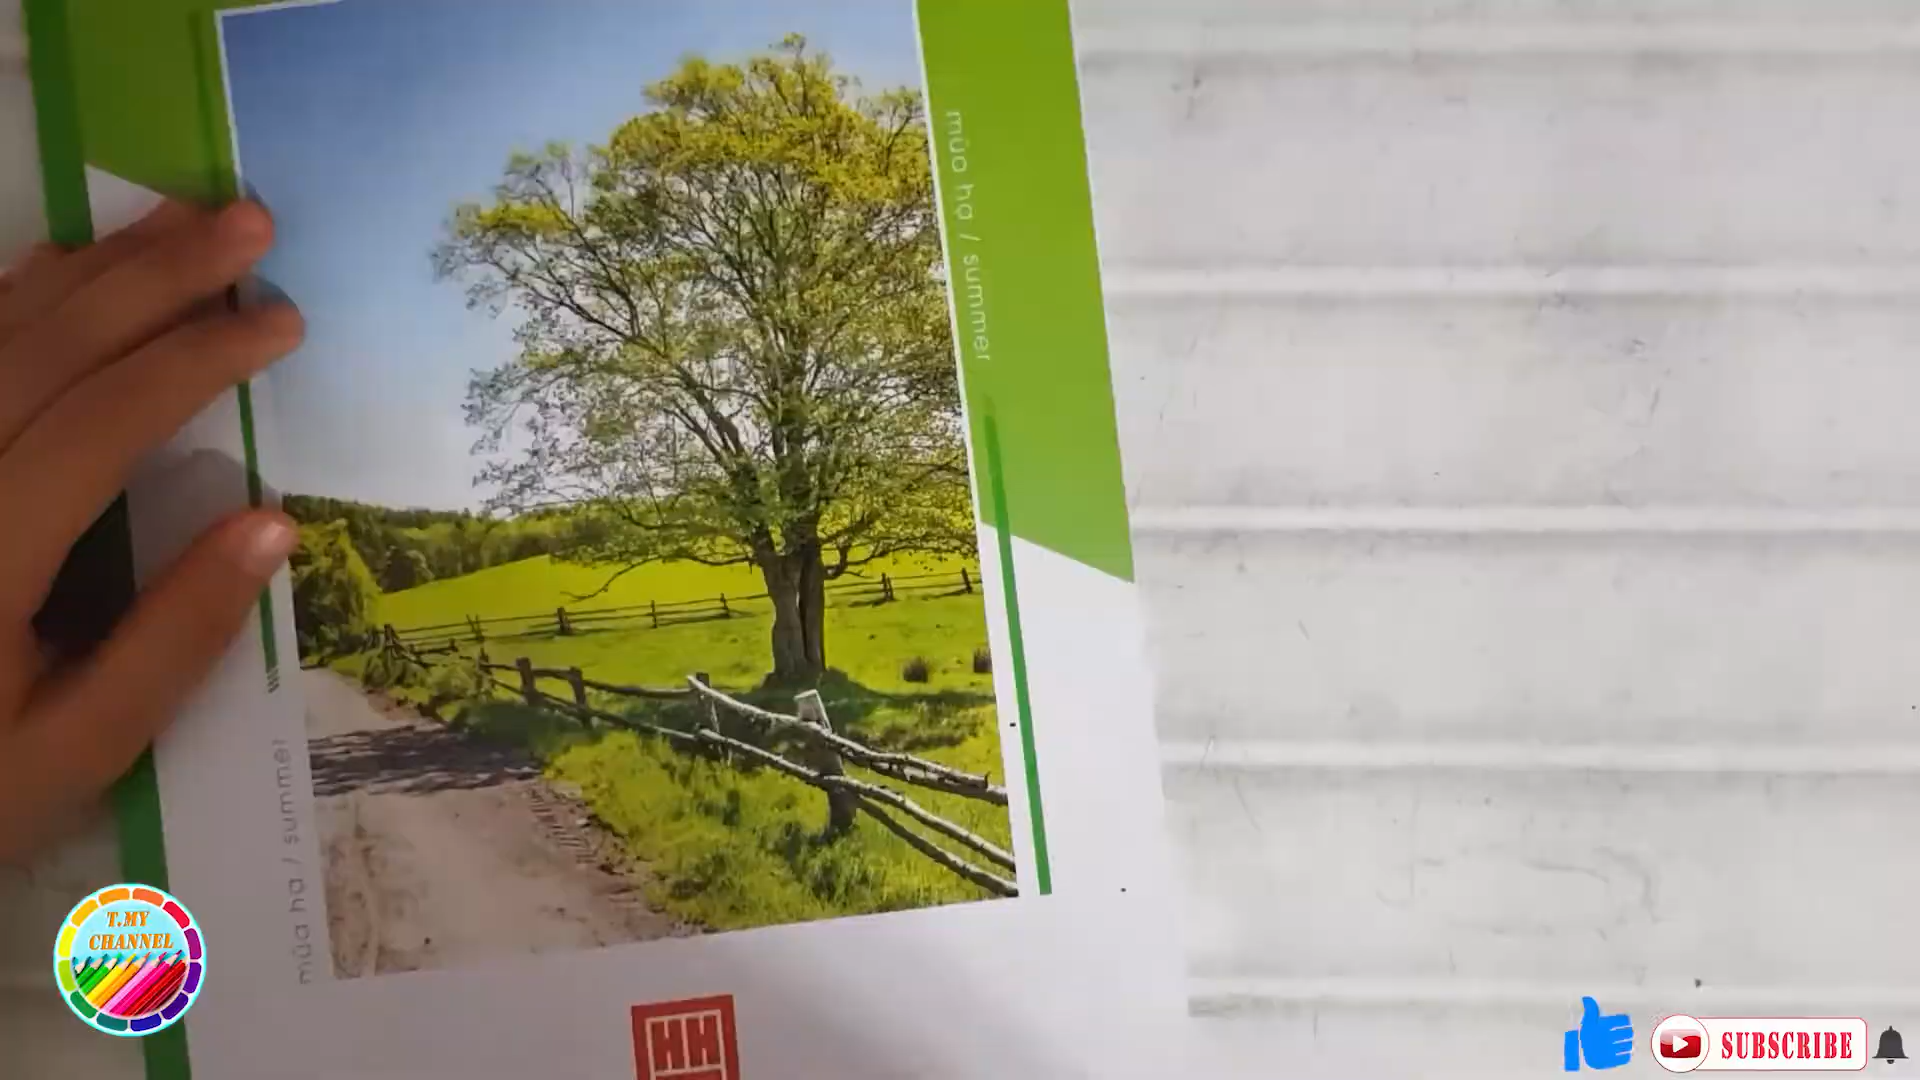 mùa hạ / summer
mùa hạ / summer
HH
T.MY
CHANNEL
SUBSCRIBE